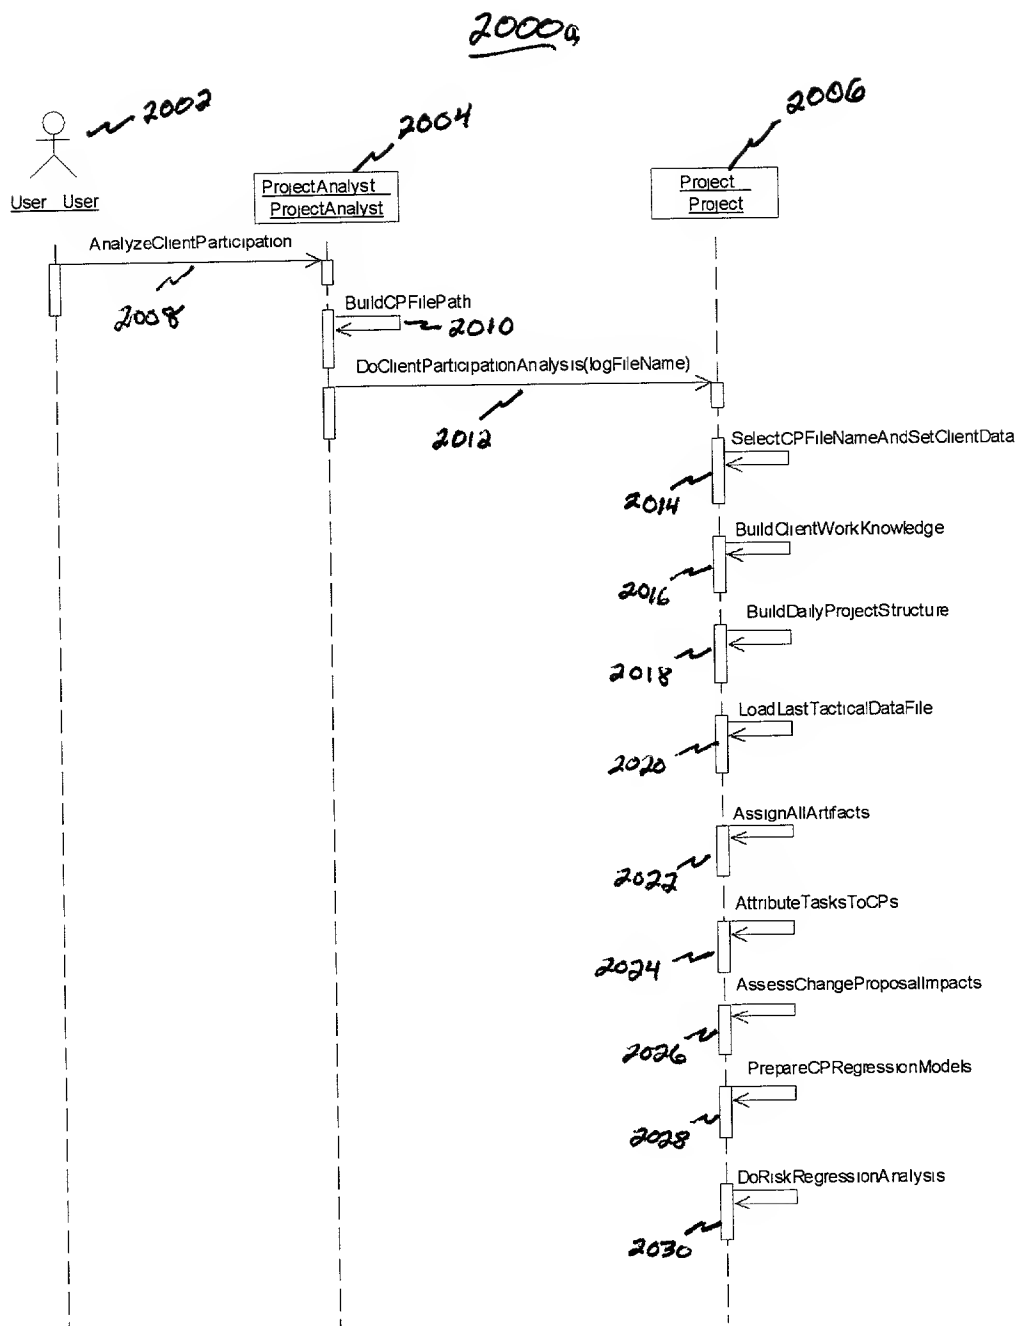 2000a
2002
2004
2006
User User
ProjectAnalyst
ProjectAnalyst
Project
Project
AnalyzeClientParticipation
2008
BuildCPFilePath
2010
DoClientParticipationAnalysis(logFileName)
2012
SelectCPFileNameAndSetClientData
2014
BuildClientWorkKnowledge
2016
BuildDailyProjectStructure
2018
LoadLastTacticalDataFile
2020
AssignAllArtifacts
2022
AttributeTasksToCPs
2024
AssessChangeProposalImpacts
2026
PrepareCPRegressionModels
2028
DoRiskRegressionAnalysis
2030